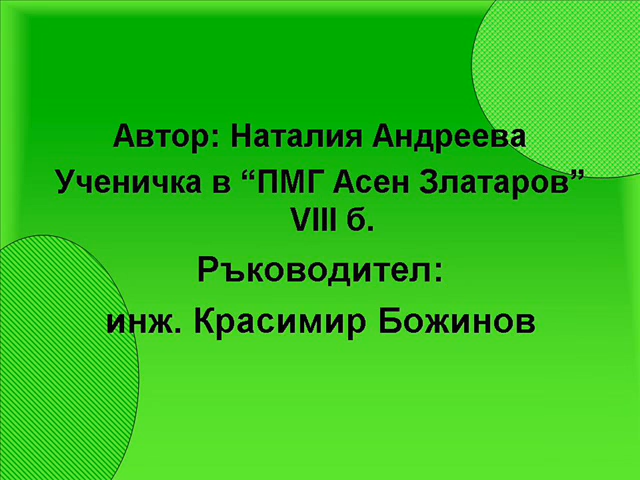 Автор: Наталия Андреева
Ученичка в “ПМГ Асен Златаров”
VIII б.
Ръководител:
инж. Красимир Божинов